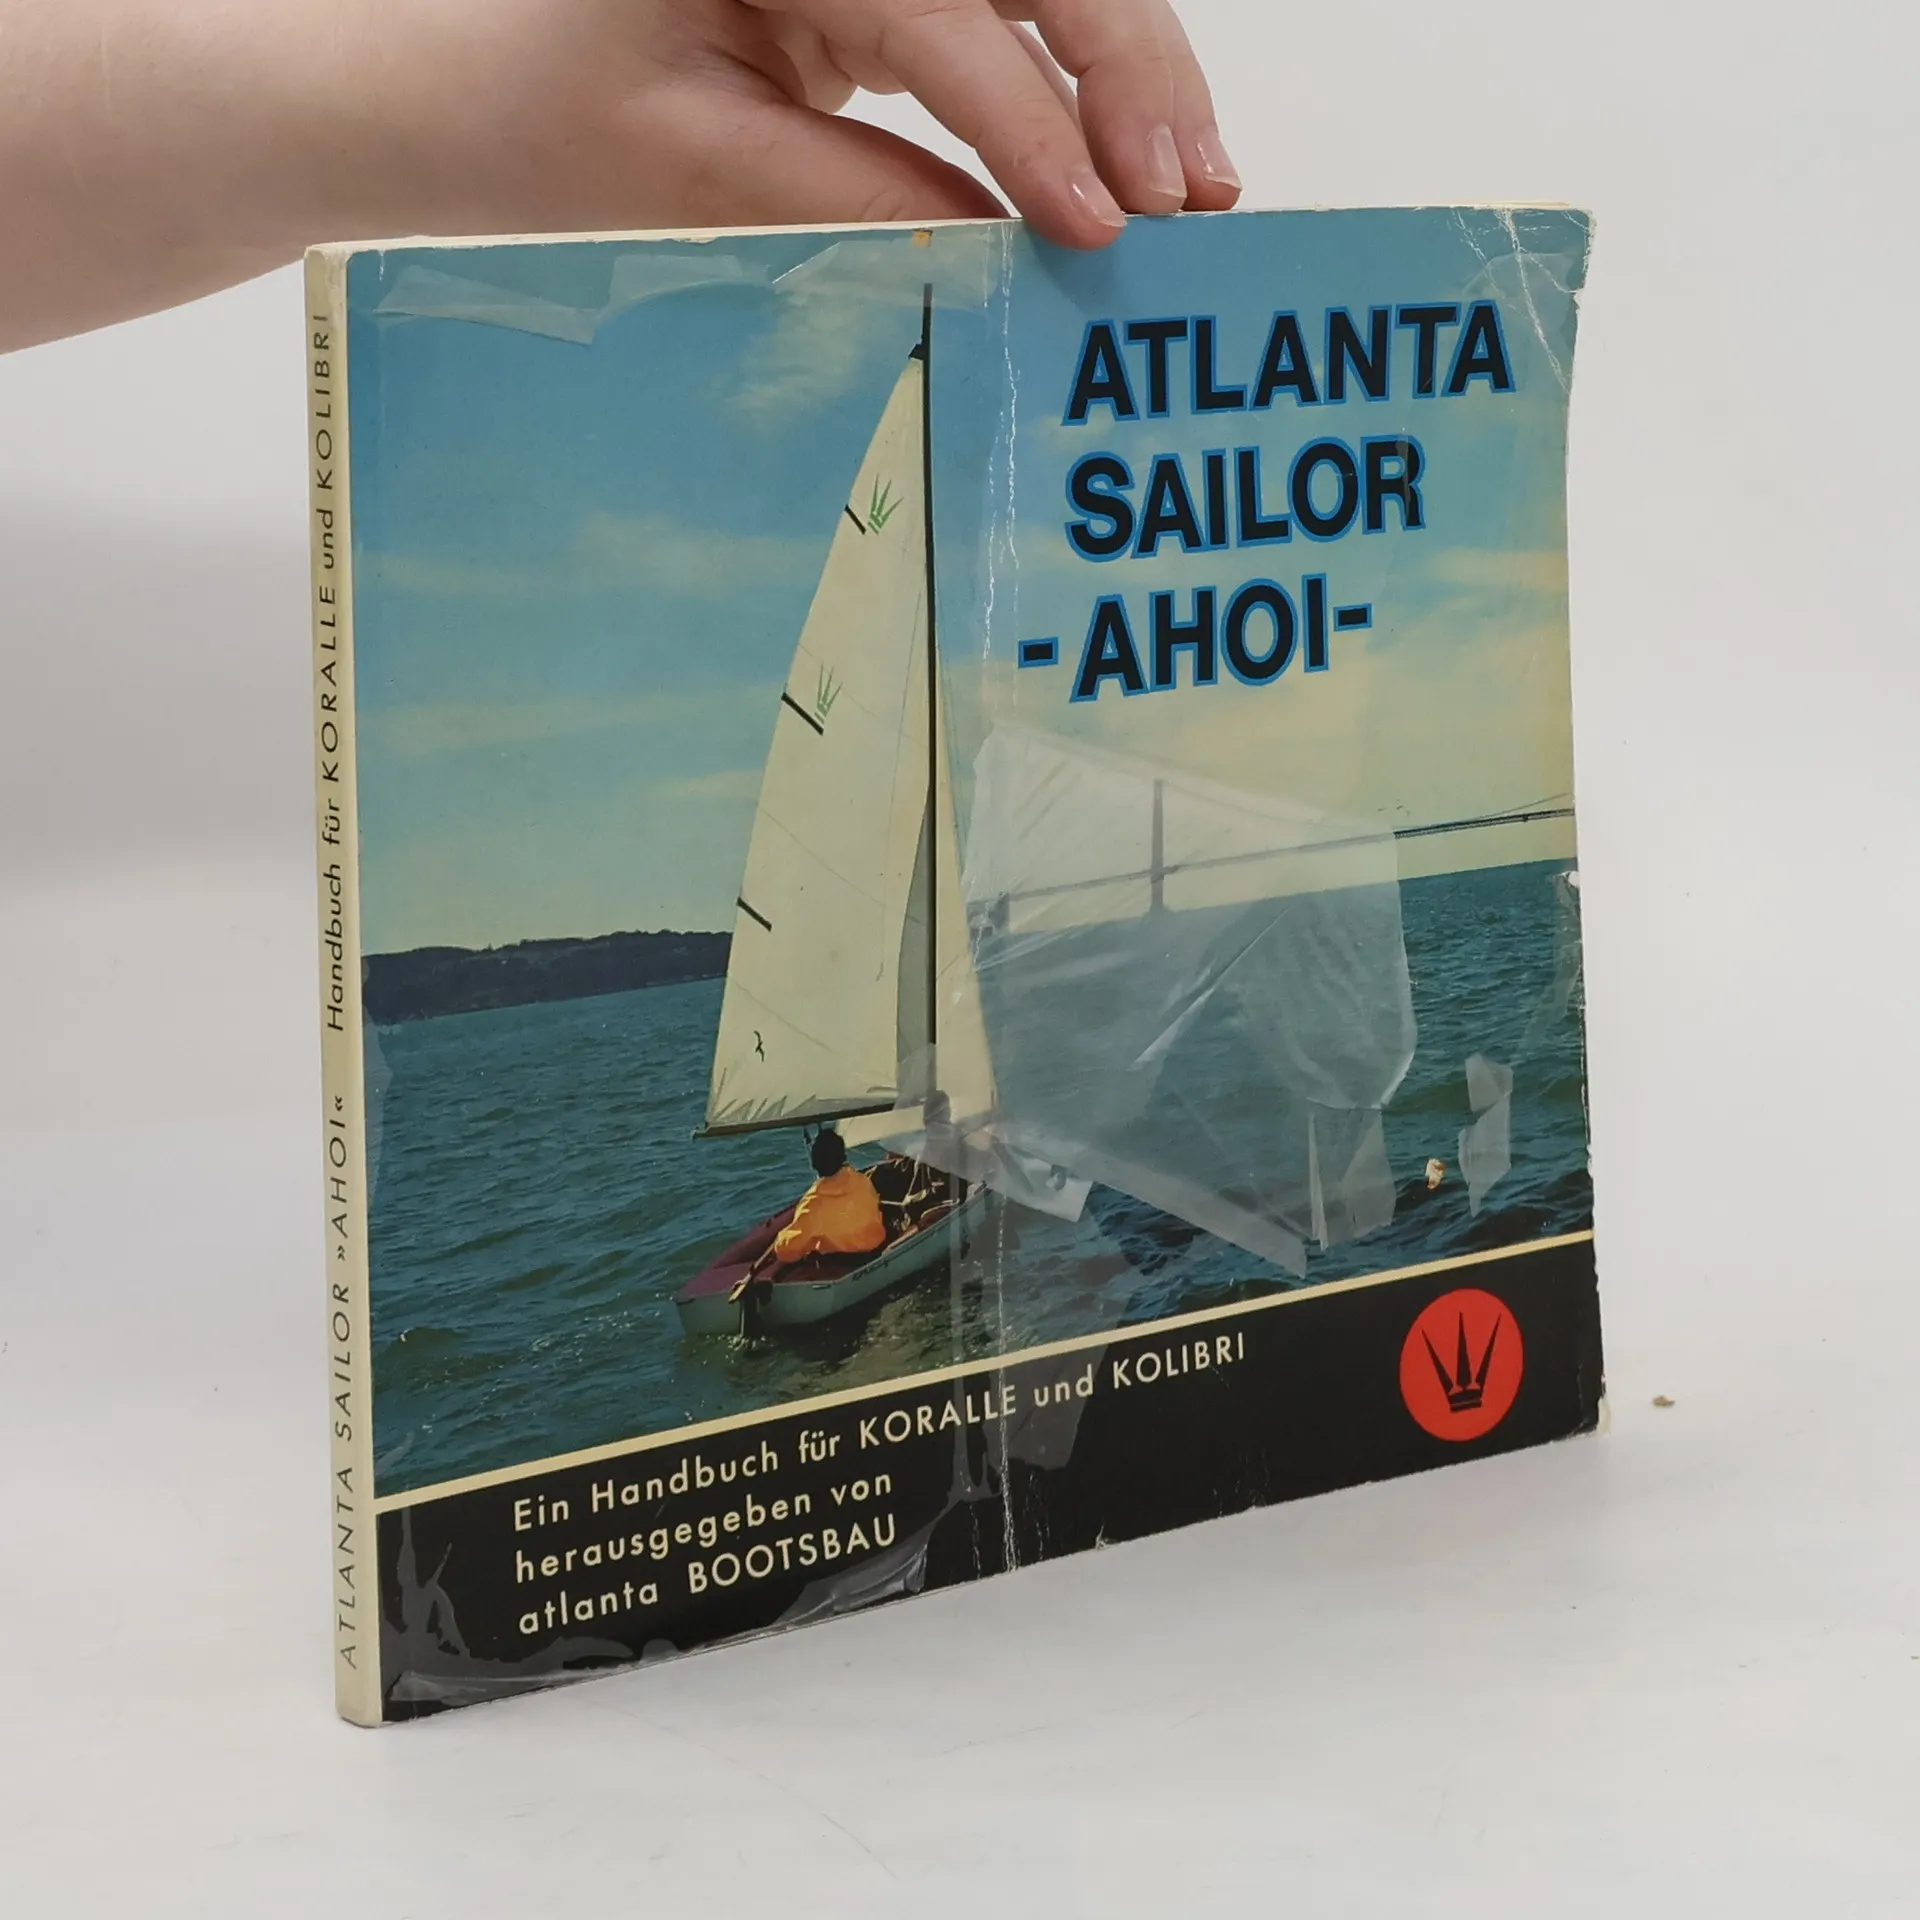 ATLANTA SAILOR »AHOI« Handbuch für KORALLE und KOLIBRI
ATLANTA
SAILOR
-AHOI-
Ein Handbuch für KORALLE und KOLIBRI
herausgegeben von
atlanta BOOTSBAU